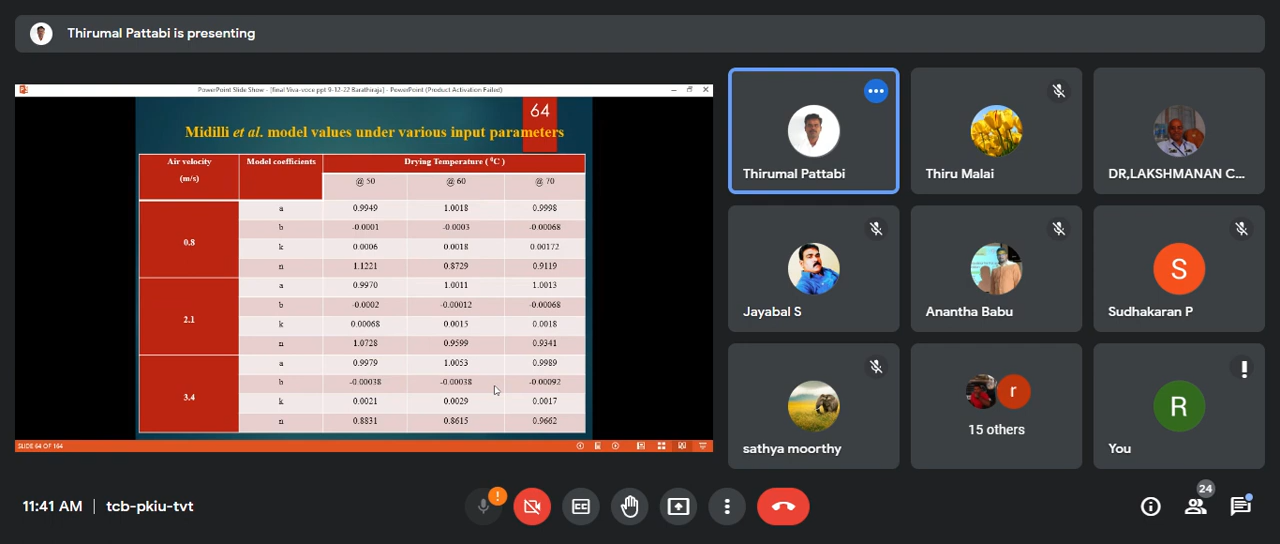 Thirumal Pattabi is presenting
PowerPoint Slide Show - [final Viva-voce.ppt 9-12-22 Barathiraja] - PowerPoint (Product Activation Failed)
64
Midilli et al. model values under various input parameters
Air velocity (m/s) Model coefficients Drying Temperature (⁰C)
@ 50 @ 60 @ 70
0.8
a 0.9949 1.0018 0.9998
b -0.0001 -0.0003 -0.00068
k 0.0006 0.0018 0.00172
n 1.1221 0.8729 0.9119
2.1
a 0.9970 1.0011 1.0013
b -0.0002 -0.00012 -0.00068
k 0.00068 0.0015 0.0018
n 1.0728 0.9599 0.9341
3.4
a 0.9979 1.0053 0.9989
b -0.00038 -0.00038 -0.00092
k 0.0021 0.0029 0.0017
n 0.8831 0.8615 0.9662
SLIDE 64 OF 164
Thirumal Pattabi
Thiru Malai
DR,LAKSHMANAN C...
Jayabal S
Anantha Babu
S
Sudhakaran P
sathya moorthy
r
15 others
R
You
11:41 AM | tcb-pkiu-tvt
CC
24